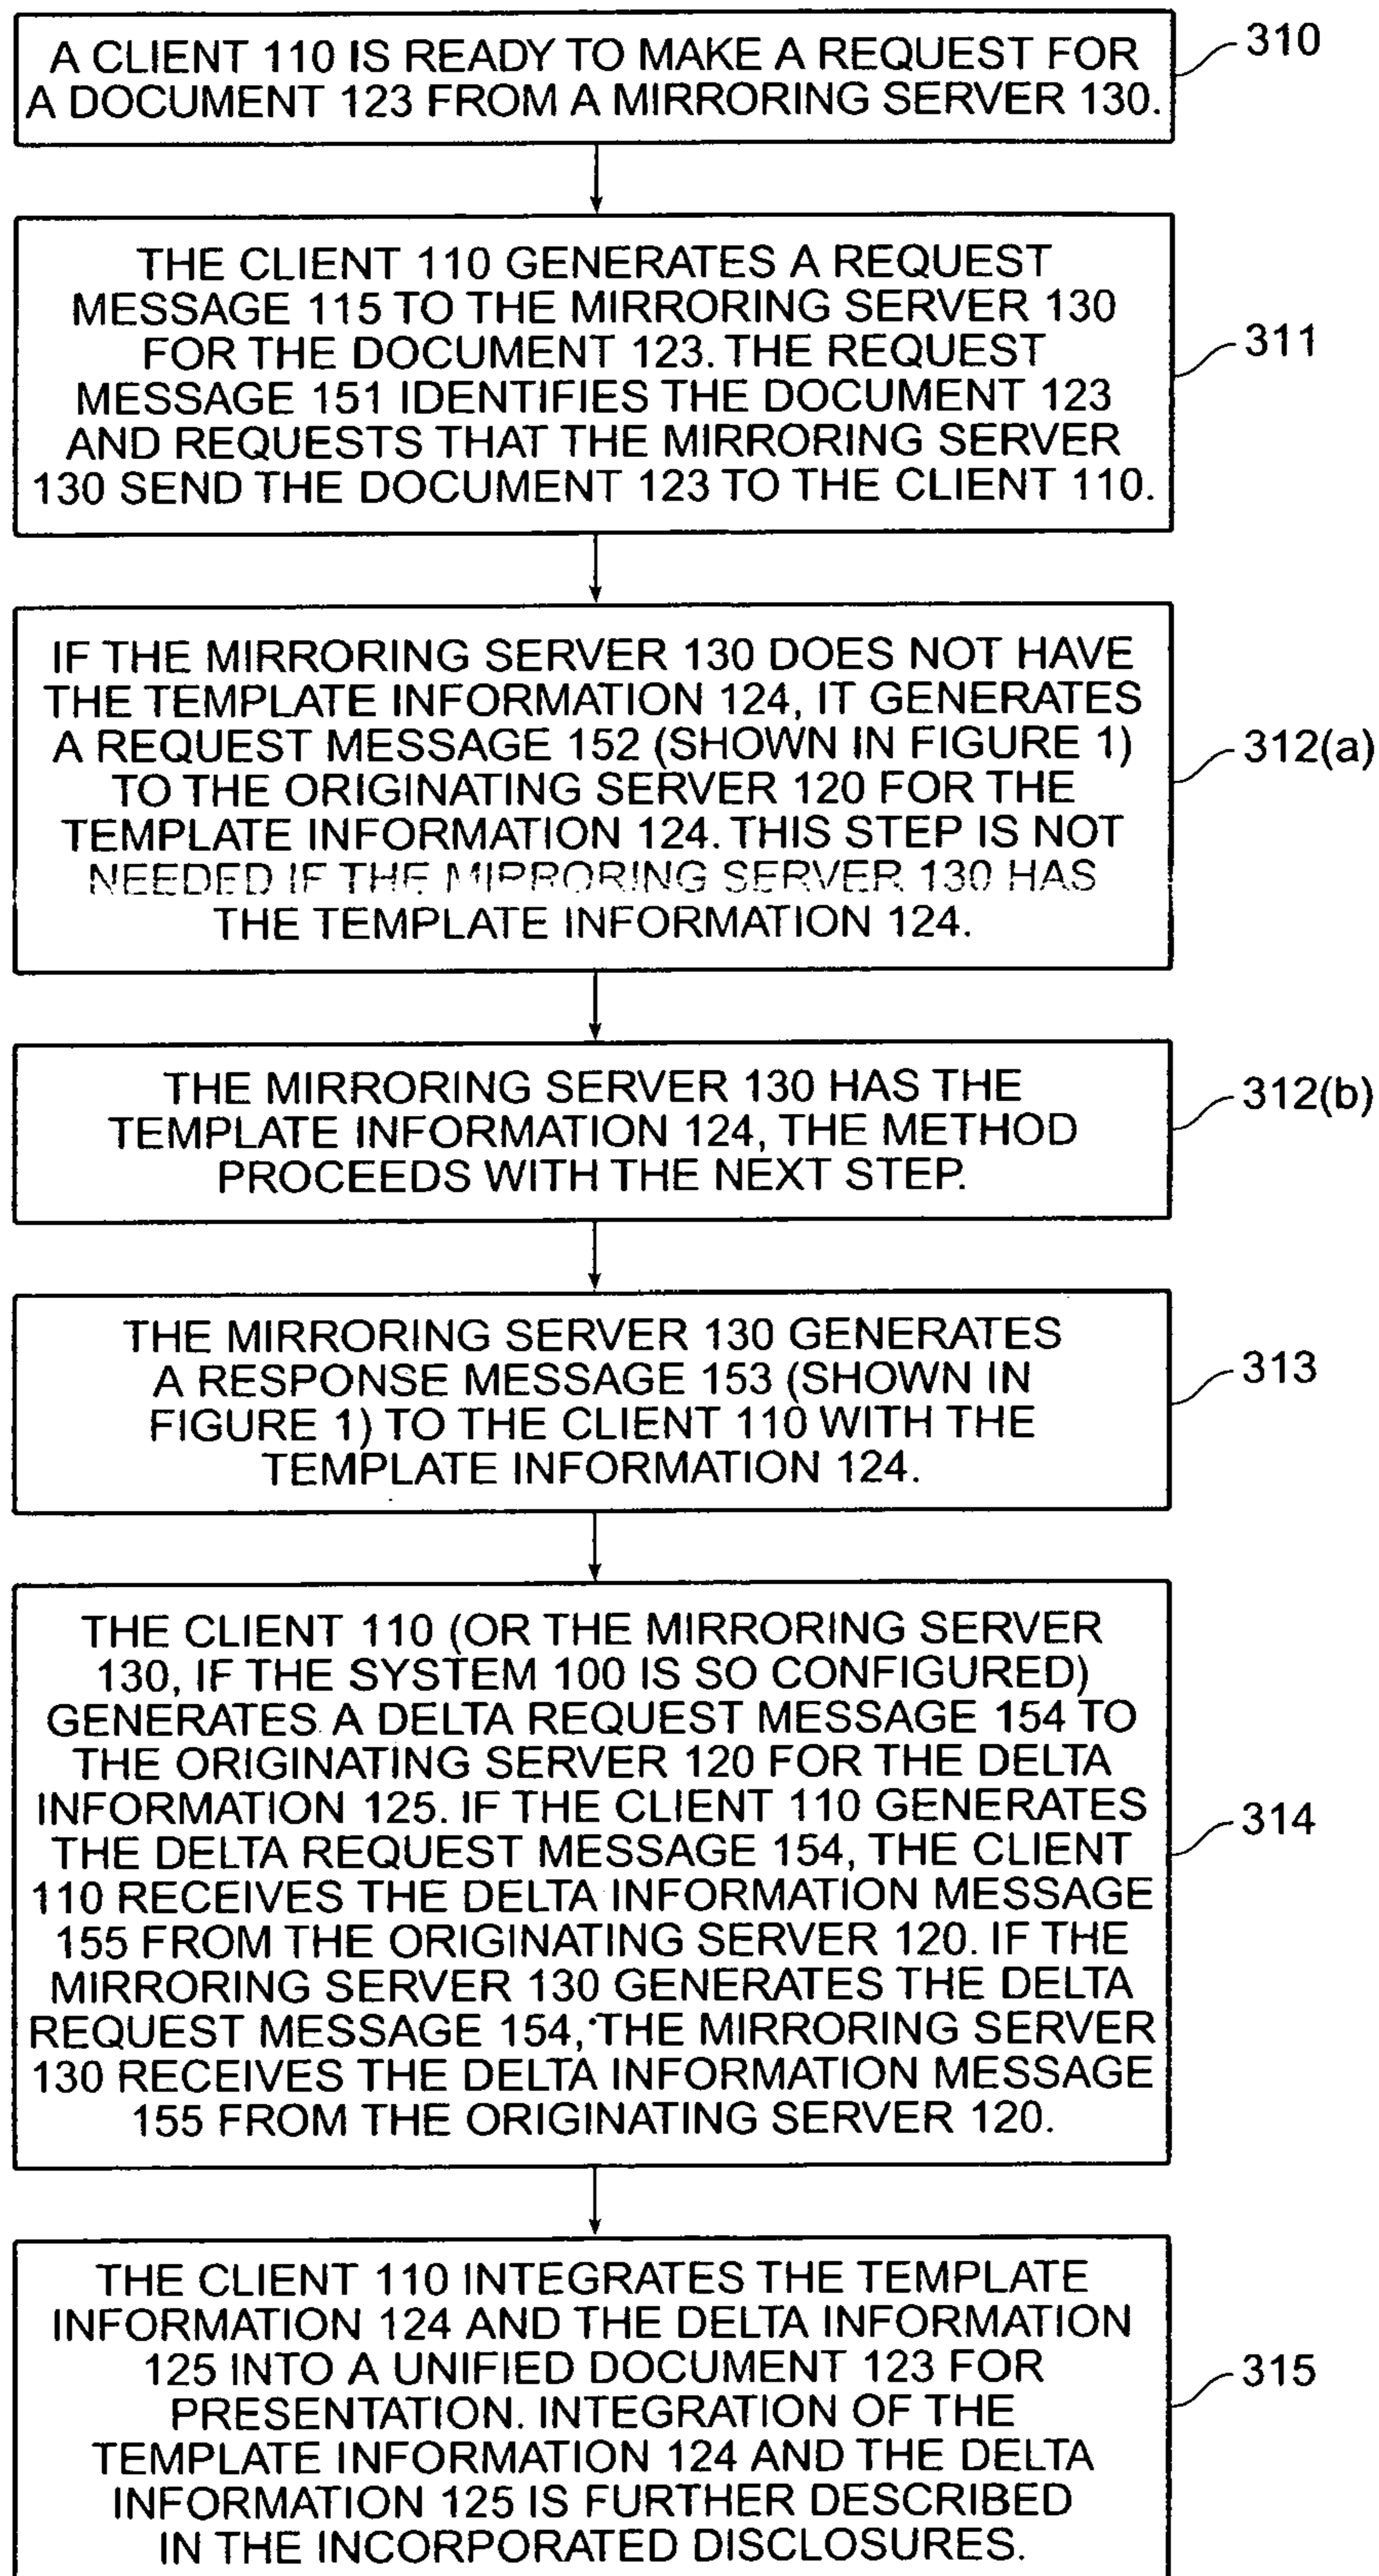 A CLIENT 110 IS READY TO MAKE A REQUEST FOR
A DOCUMENT 123 FROM A MIRRORING SERVER 130.
310
THE CLIENT 110 GENERATES A REQUEST
MESSAGE 115 TO THE MIRRORING SERVER 130
FOR THE DOCUMENT 123. THE REQUEST
MESSAGE 151 IDENTIFIES THE DOCUMENT 123
AND REQUESTS THAT THE MIRRORING SERVER
130 SEND THE DOCUMENT 123 TO THE CLIENT 110.
311
IF THE MIRRORING SERVER 130 DOES NOT HAVE
THE TEMPLATE INFORMATION 124, IT GENERATES
A REQUEST MESSAGE 152 (SHOWN IN FIGURE 1)
TO THE ORIGINATING SERVER 120 FOR THE
TEMPLATE INFORMATION 124. THIS STEP IS NOT
NEEDED IF THE MIRRORING SERVER 130 HAS
THE TEMPLATE INFORMATION 124.
312(a)
THE MIRRORING SERVER 130 HAS THE
TEMPLATE INFORMATION 124, THE METHOD
PROCEEDS WITH THE NEXT STEP.
312(b)
THE MIRRORING SERVER 130 GENERATES
A RESPONSE MESSAGE 153 (SHOWN IN
FIGURE 1) TO THE CLIENT 110 WITH THE
TEMPLATE INFORMATION 124.
313
THE CLIENT 110 (OR THE MIRRORING SERVER
130, IF THE SYSTEM 100 IS SO CONFIGURED)
GENERATES A DELTA REQUEST MESSAGE 154 TO
THE ORIGINATING SERVER 120 FOR THE DELTA
INFORMATION 125. IF THE CLIENT 110 GENERATES
THE DELTA REQUEST MESSAGE 154, THE CLIENT
110 RECEIVES THE DELTA INFORMATION MESSAGE
155 FROM THE ORIGINATING SERVER 120. IF THE
MIRRORING SERVER 130 GENERATES THE DELTA
REQUEST MESSAGE 154, THE MIRRORING SERVER
130 RECEIVES THE DELTA INFORMATION MESSAGE
155 FROM THE ORIGINATING SERVER 120.
314
THE CLIENT 110 INTEGRATES THE TEMPLATE
INFORMATION 124 AND THE DELTA INFORMATION
125 INTO A UNIFIED DOCUMENT 123 FOR
PRESENTATION. INTEGRATION OF THE
TEMPLATE INFORMATION 124 AND THE DELTA
INFORMATION 125 IS FURTHER DESCRIBED
IN THE INCORPORATED DISCLOSURES.
315